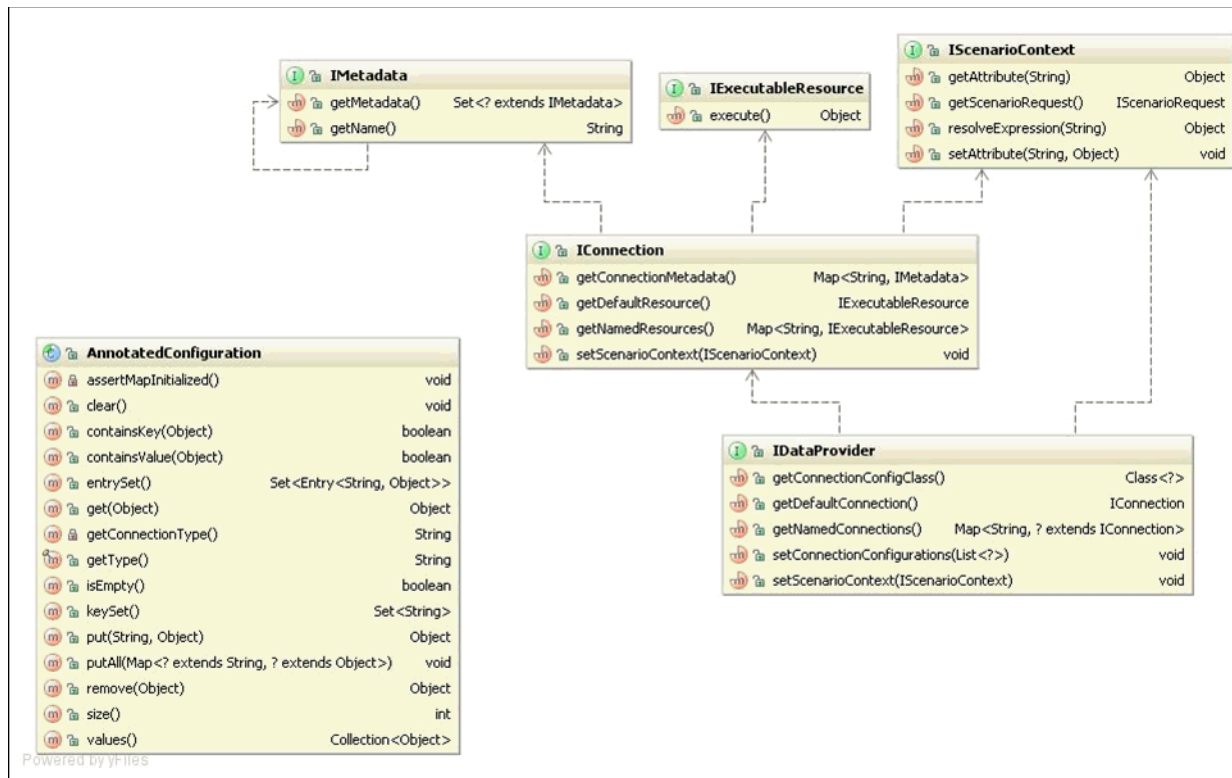 IScenarioContext
getAttribute(String) Object
getScenarioRequest() IScenarioRequest
resolveExpression(String) Object
setAttribute(String, Object) void
IMetadata
getMetadata() Set<? extends IMetadata>
getName() String
IExecutableResource
execute() Object
IConnection
getConnectionMetadata() Map<String, IMetadata>
getDefaultResource() IExecutableResource
getNamedResources() Map<String, IExecutableResource>
setScenarioContext(IScenarioContext) void
AnnotatedConfiguration
assertMapInitialized() void
clear() void
containsKey(Object) boolean
containsValue(Object) boolean
entrySet() Set<Entry<String, Object>>
get(Object) Object
getConnectionType() String
getType() String
isEmpty() boolean
keySet() Set<String>
put(String, Object) Object
putAll(Map<? extends String, ? extends Object>) void
remove(Object) Object
size() int
values() Collection<Object>
IDataProvider
getConnectionConfigClass() Class<?>
getDefaultConnection() IConnection
getNamedConnections() Map<String, ? extends IConnection>
setConnectionConfigurations(List<?>) void
setScenarioContext(IScenarioContext) void
Powered by yFiles